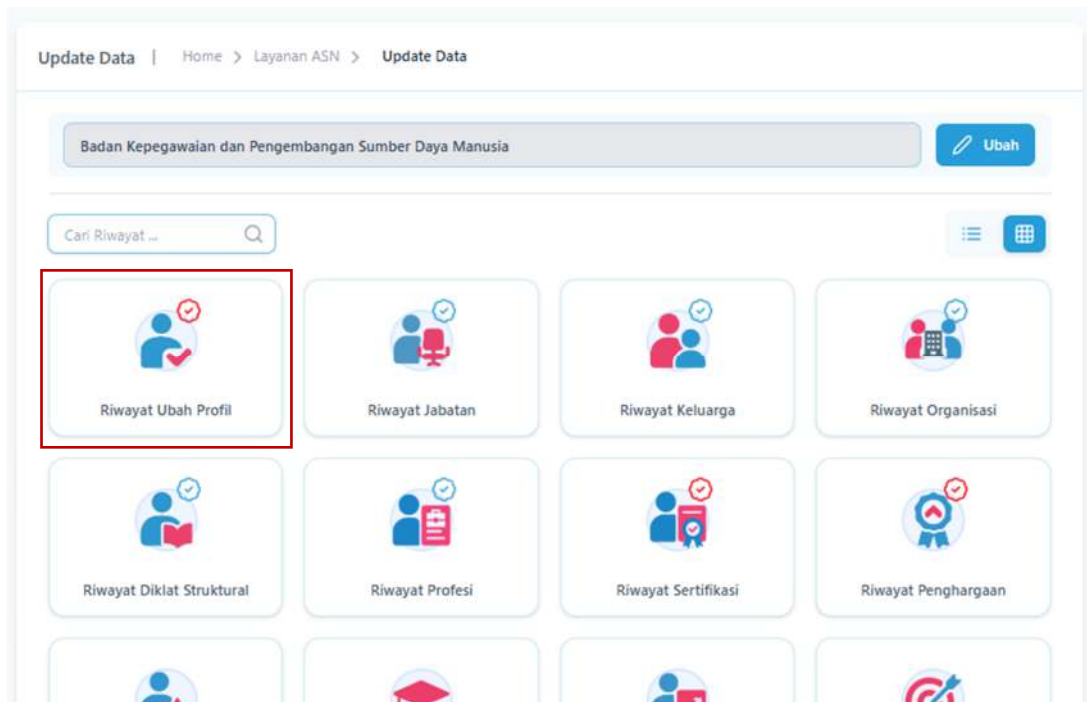 Update Data | Home > Layanan ASN > Update Data
Badan Kepegawaian dan Pengembangan Sumber Daya Manusia
Ubah
Cari Riwayat ...
Riwayat Ubah Profil
Riwayat Jabatan
Riwayat Keluarga
Riwayat Organisasi
Riwayat Diklat Struktural
Riwayat Profesi
Riwayat Sertifikasi
Riwayat Penghargaan